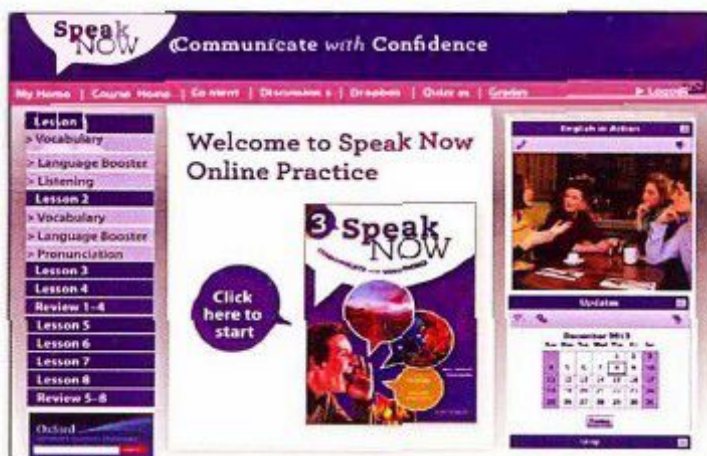 Speak
NOW
Communicate with Confidence
My Home | Course Home | Content | Discussions | Dropbox | Quizzes | Grades
Logout
Lesson 1
> Vocabulary
> Language Booster
> Listening
Lesson 2
> Vocabulary
> Language Booster
> Pronunciation
Lesson 3
Lesson 4
Review 1-4
Lesson 5
Lesson 6
Lesson 7
Lesson 8
Review 5-8
Oxford
Welcome to Speak Now
Online Practice
Click
here to
start
3 Speak
NOW
English in Action
Updates
December